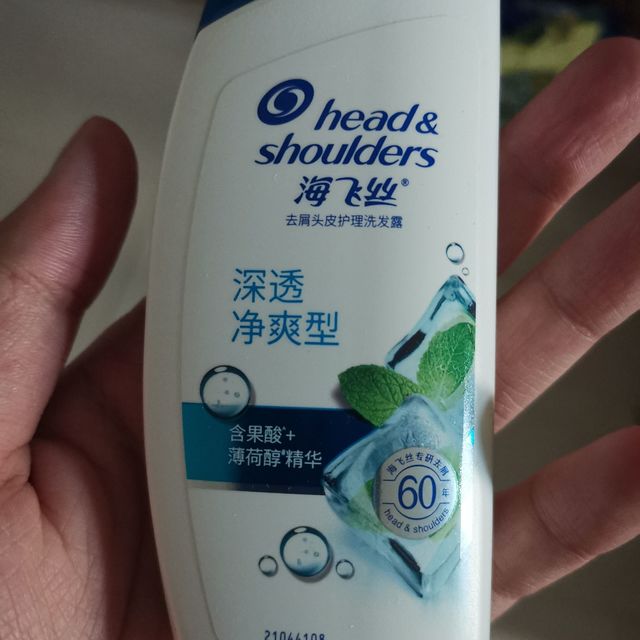 head &
shoulders
海飞丝®
去屑头皮护理洗发露
深透
净爽型
含果酸^+
薄荷醇#精华
海飞丝专研去屑
60
年
head & shoulders
21044108